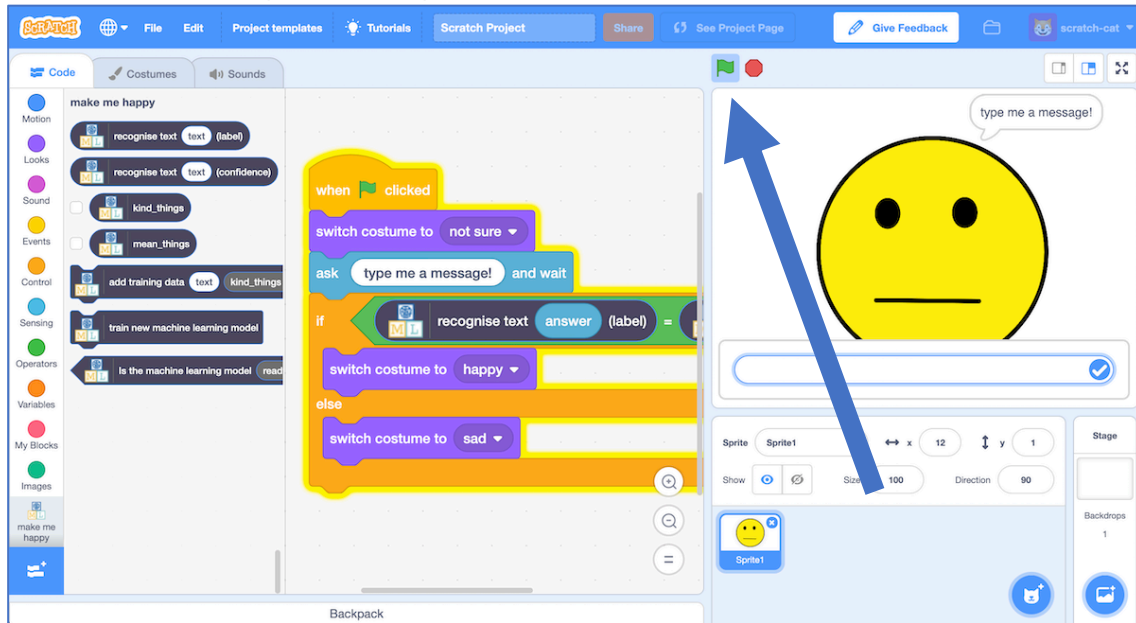 SCRATCH File Edit Project templates Tutorials Scratch Project Share See Project Page Give Feedback scratch-cat
Code Costumes Sounds
Motion
Looks
Sound
Events
Control
Sensing
Operators
Variables
My Blocks
Images
make me
happy
make me happy
recognise text text (label)
recognise text text (confidence)
kind_things
mean_things
add training data text kind_things
train new machine learning model
Is the machine learning model read
when clicked
switch costume to not sure
ask type me a message! and wait
if ML recognise text answer (label) =
switch costume to happy
else
switch costume to sad
Backpack
type me a message!
Sprite Sprite1 x 12 y 1
Show Size 100 Direction 90
Sprite1
Stage
Backdrops
1